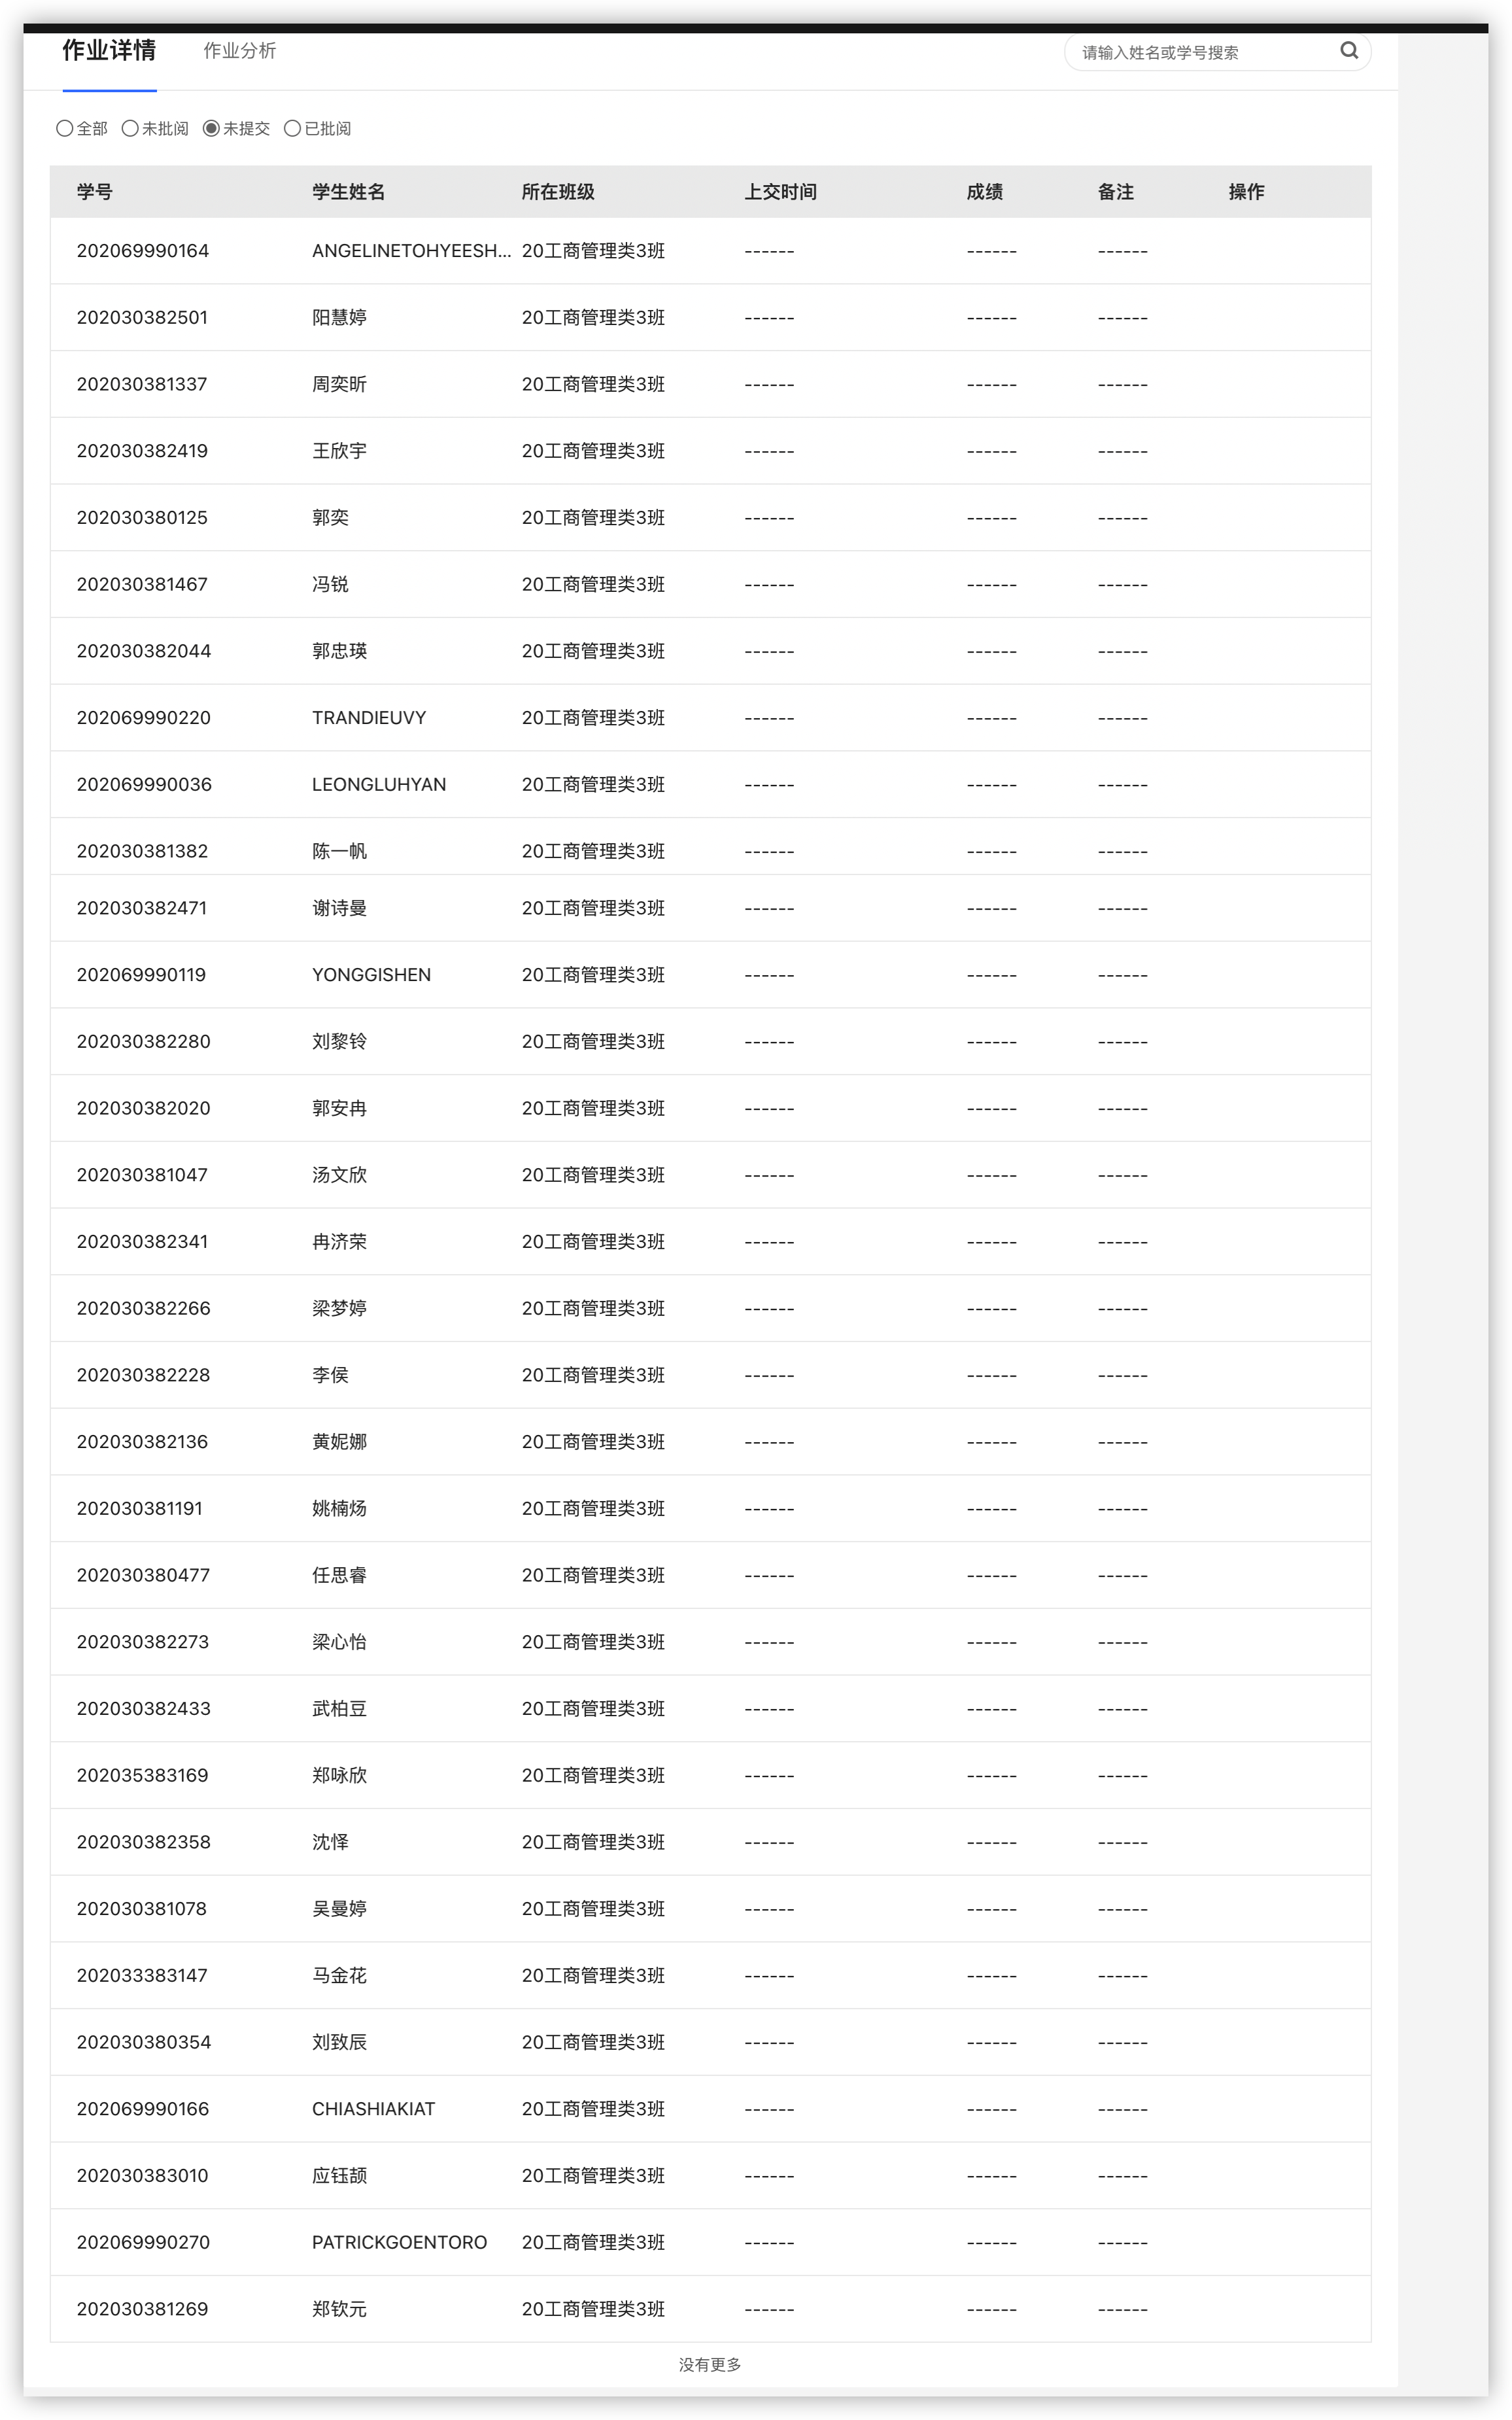 作业详情 作业分析 请输入姓名或学号搜索
全部 未批阅 未提交 已批阅
学号 学生姓名 所在班级 上交时间 成绩 备注 操作
202069990164 ANGELINETOHYEESH... 20工商管理类3班 ------ ------ ------
202030382501 阳慧婷 20工商管理类3班 ------ ------ ------
202030381337 周奕昕 20工商管理类3班 ------ ------ ------
202030382419 王欣宇 20工商管理类3班 ------ ------ ------
202030380125 郭奕 20工商管理类3班 ------ ------ ------
202030381467 冯锐 20工商管理类3班 ------ ------ ------
202030382044 郭忠瑛 20工商管理类3班 ------ ------ ------
202069990220 TRANDIEUVY 20工商管理类3班 ------ ------ ------
202069990036 LEONGLUHYAN 20工商管理类3班 ------ ------ ------
202030381382 陈一帆 20工商管理类3班 ------ ------ ------
202030382471 谢诗曼 20工商管理类3班 ------ ------ ------
202069990119 YONGGISHEN 20工商管理类3班 ------ ------ ------
202030382280 刘黎铃 20工商管理类3班 ------ ------ ------
202030382020 郭安冉 20工商管理类3班 ------ ------ ------
202030381047 汤文欣 20工商管理类3班 ------ ------ ------
202030382341 冉济荣 20工商管理类3班 ------ ------ ------
202030382266 梁梦婷 20工商管理类3班 ------ ------ ------
202030382228 李侯 20工商管理类3班 ------ ------ ------
202030382136 黄妮娜 20工商管理类3班 ------ ------ ------
202030381191 姚楠炀 20工商管理类3班 ------ ------ ------
202030380477 任思睿 20工商管理类3班 ------ ------ ------
202030382273 梁心怡 20工商管理类3班 ------ ------ ------
202030382433 武柏豆 20工商管理类3班 ------ ------ ------
202035383169 郑咏欣 20工商管理类3班 ------ ------ ------
202030382358 沈怿 20工商管理类3班 ------ ------ ------
202030381078 吴曼婷 20工商管理类3班 ------ ------ ------
202033383147 马金花 20工商管理类3班 ------ ------ ------
202030380354 刘致辰 20工商管理类3班 ------ ------ ------
202069990166 CHIASHIAKIAT 20工商管理类3班 ------ ------ ------
202030383010 应钰颉 20工商管理类3班 ------ ------ ------
202069990270 PATRICKGOENTORO 20工商管理类3班 ------ ------ ------
202030381269 郑钦元 20工商管理类3班 ------ ------ ------
没有更多